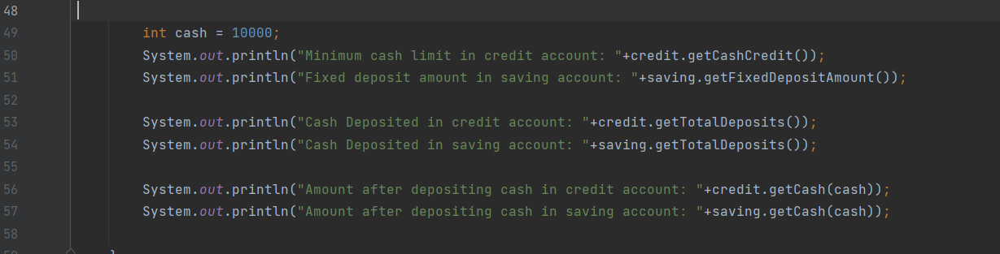 48
49 int cash = 10000;
50 System.out.println("Minimum cash limit in credit account: "+credit.getCashCredit());
51 System.out.println("Fixed deposit amount in saving account: "+saving.getFixedDepositAmount());
52
53 System.out.println("Cash Deposited in credit account: "+credit.getTotalDeposits());
54 System.out.println("Cash Deposited in saving account: "+saving.getTotalDeposits());
55
56 System.out.println("Amount after depositing cash in credit account: "+credit.getCash(cash));
57 System.out.println("Amount after depositing cash in saving account: "+saving.getCash(cash));
58